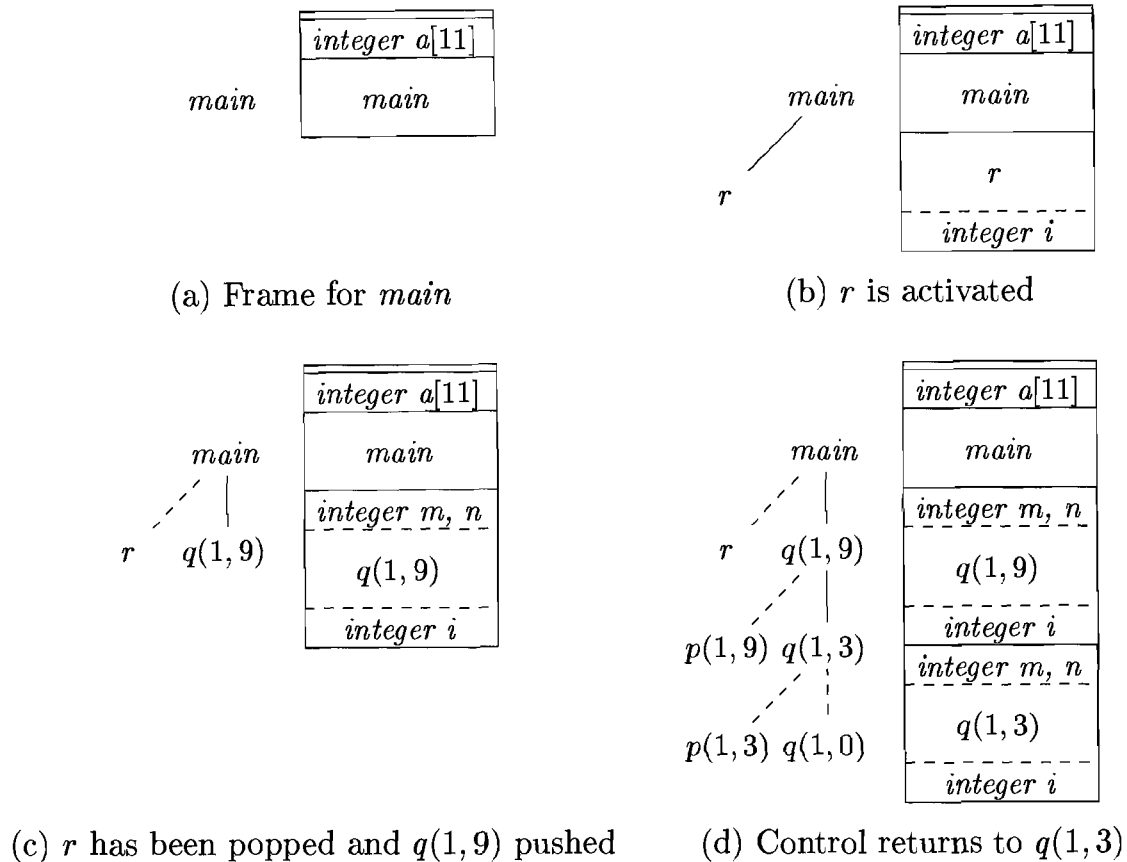 integer a[11]
main
main
(a) Frame for main
integer a[11]
main
main
r
r
integer i
(b) r is activated
integer a[11]
main
main
integer m, n
r q(1,9)
q(1,9)
integer i
(c) r has been popped and q(1,9) pushed
integer a[11]
main
main
integer m, n
r q(1,9)
q(1,9)
integer i
p(1,9) q(1,3)
integer m, n
q(1,3)
p(1,3) q(1,0)
integer i
(d) Control returns to q(1,3)